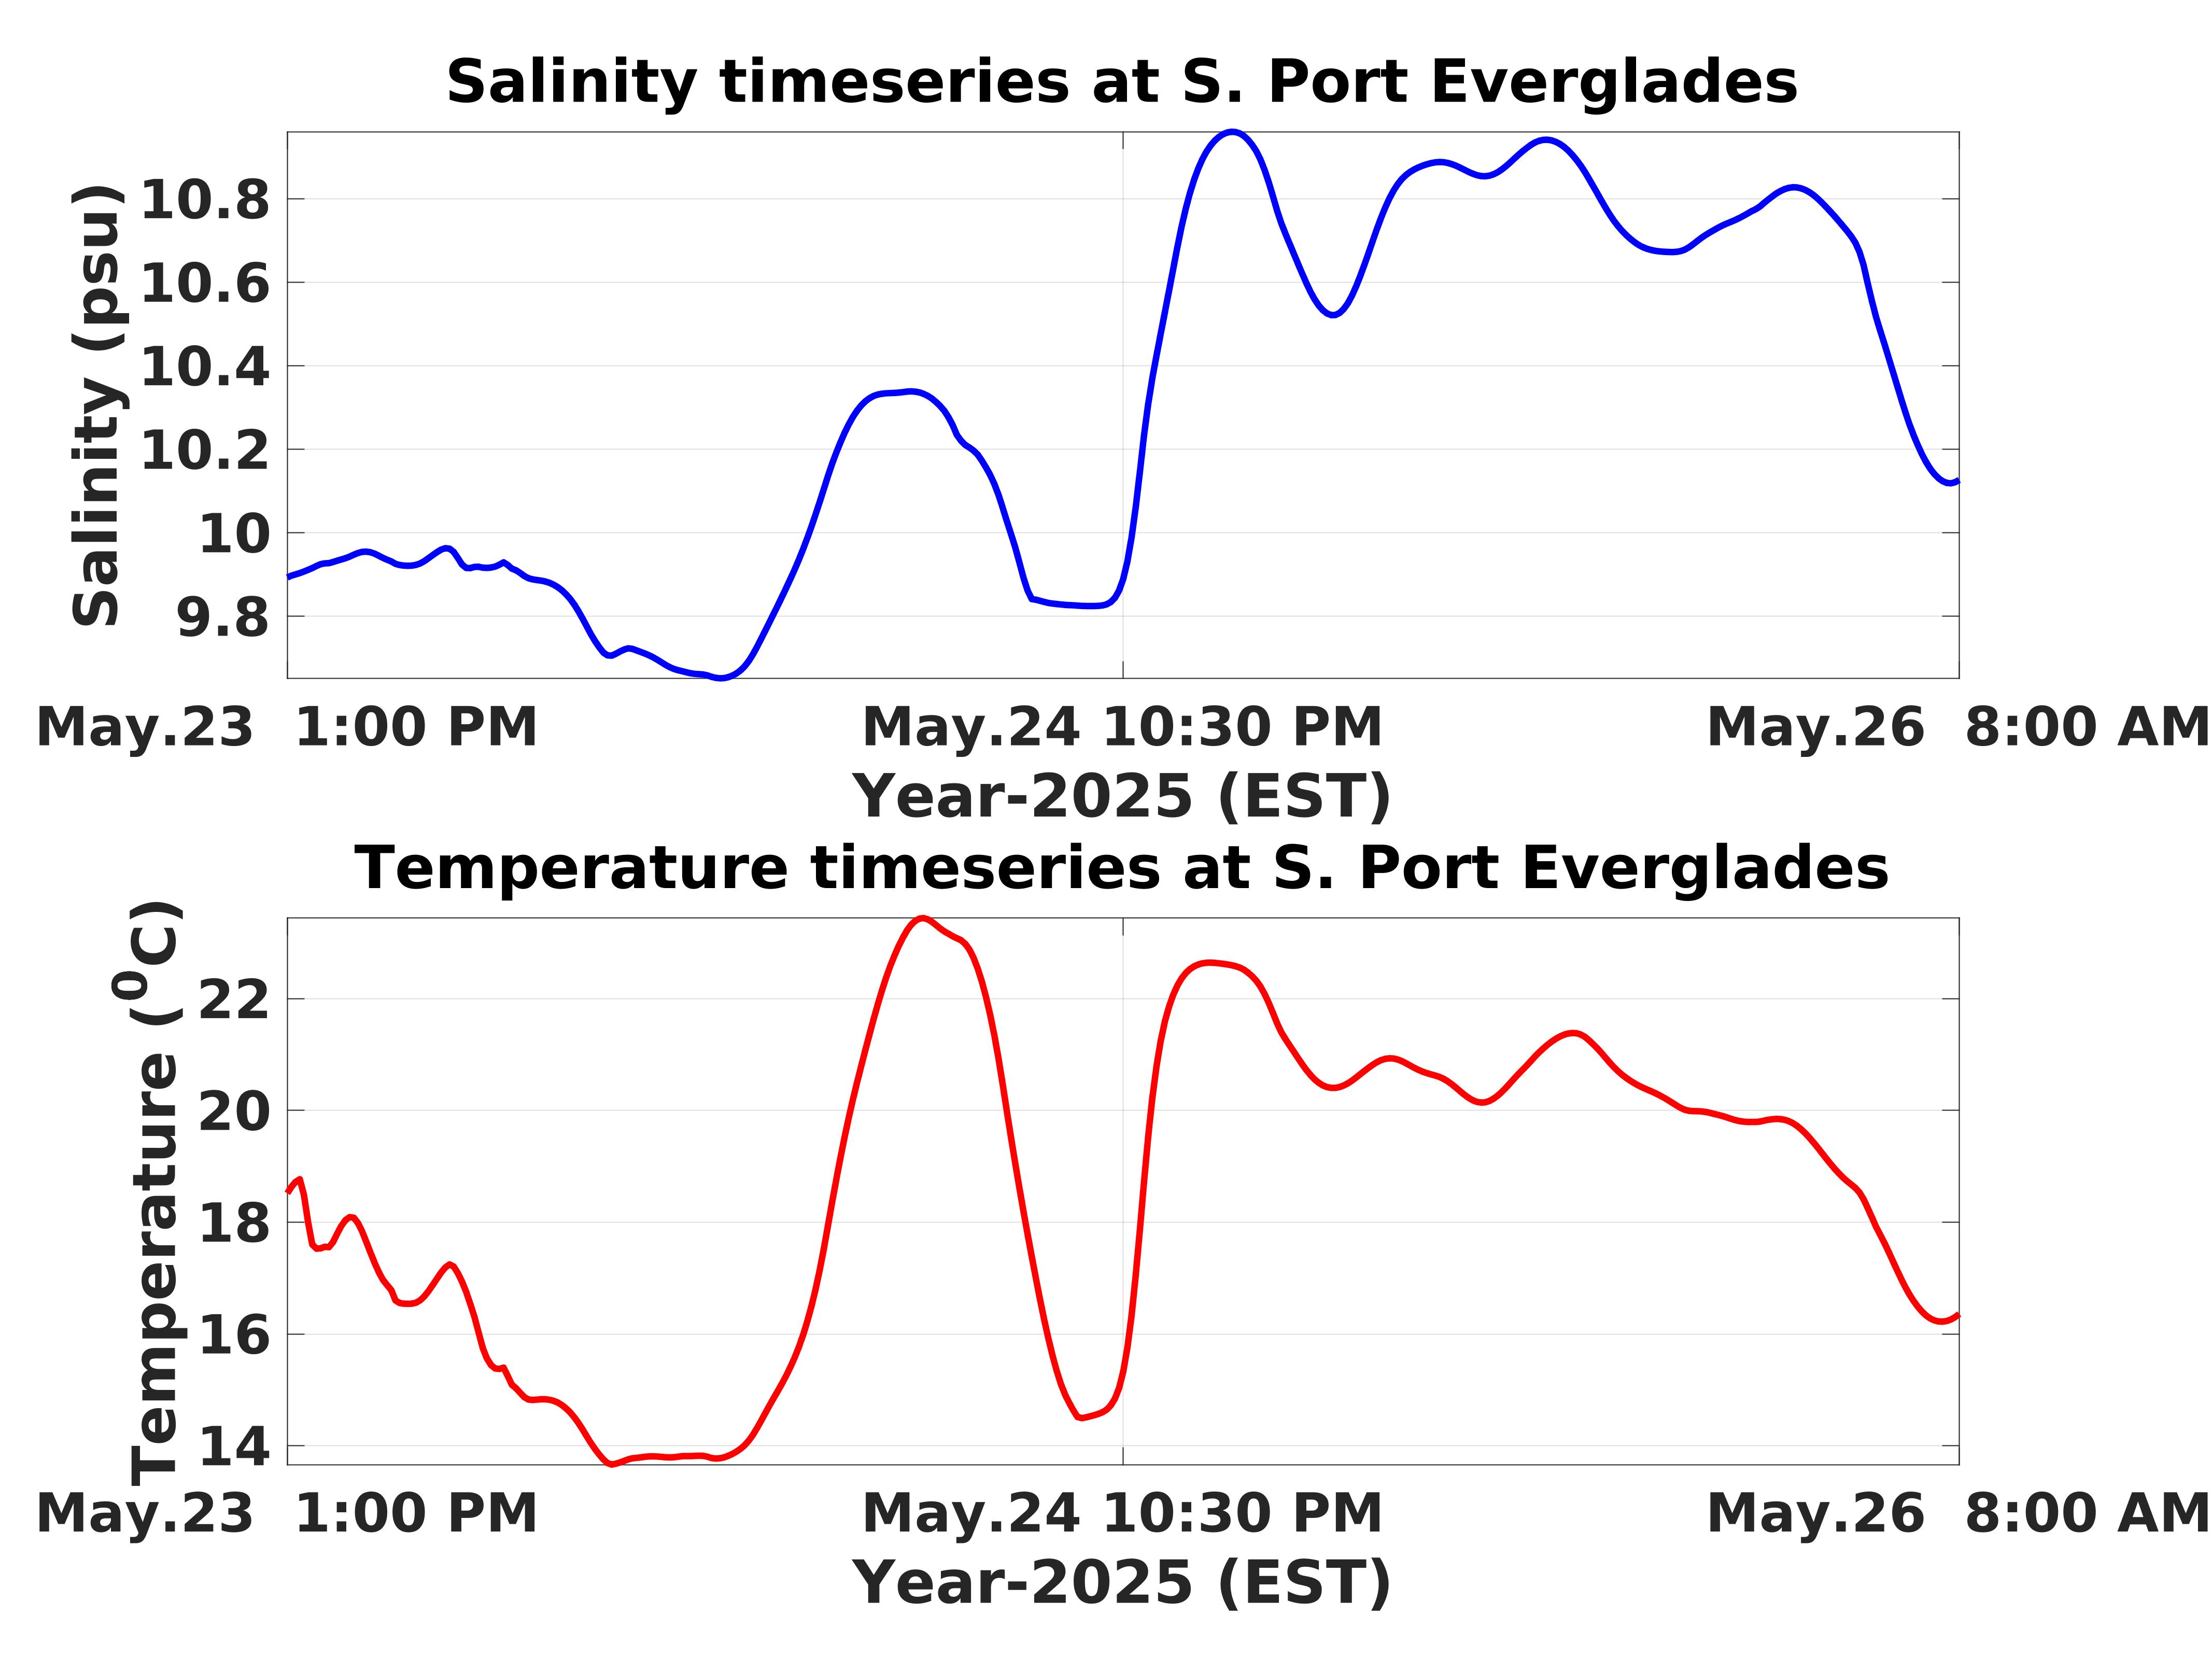 Salinity timeseries at S. Port Everglades
Salinity (psu)
10.8
10.6
10.4
10.2
10
9.8
May.23 1:00 PM
May.24 10:30 PM
May.26 8:00 AM
Year-2025 (EST)
Temperature timeseries at S. Port Everglades
Temperature (⁰C)
22
20
18
16
14
May.23 1:00 PM
May.24 10:30 PM
May.26 8:00 AM
Year-2025 (EST)